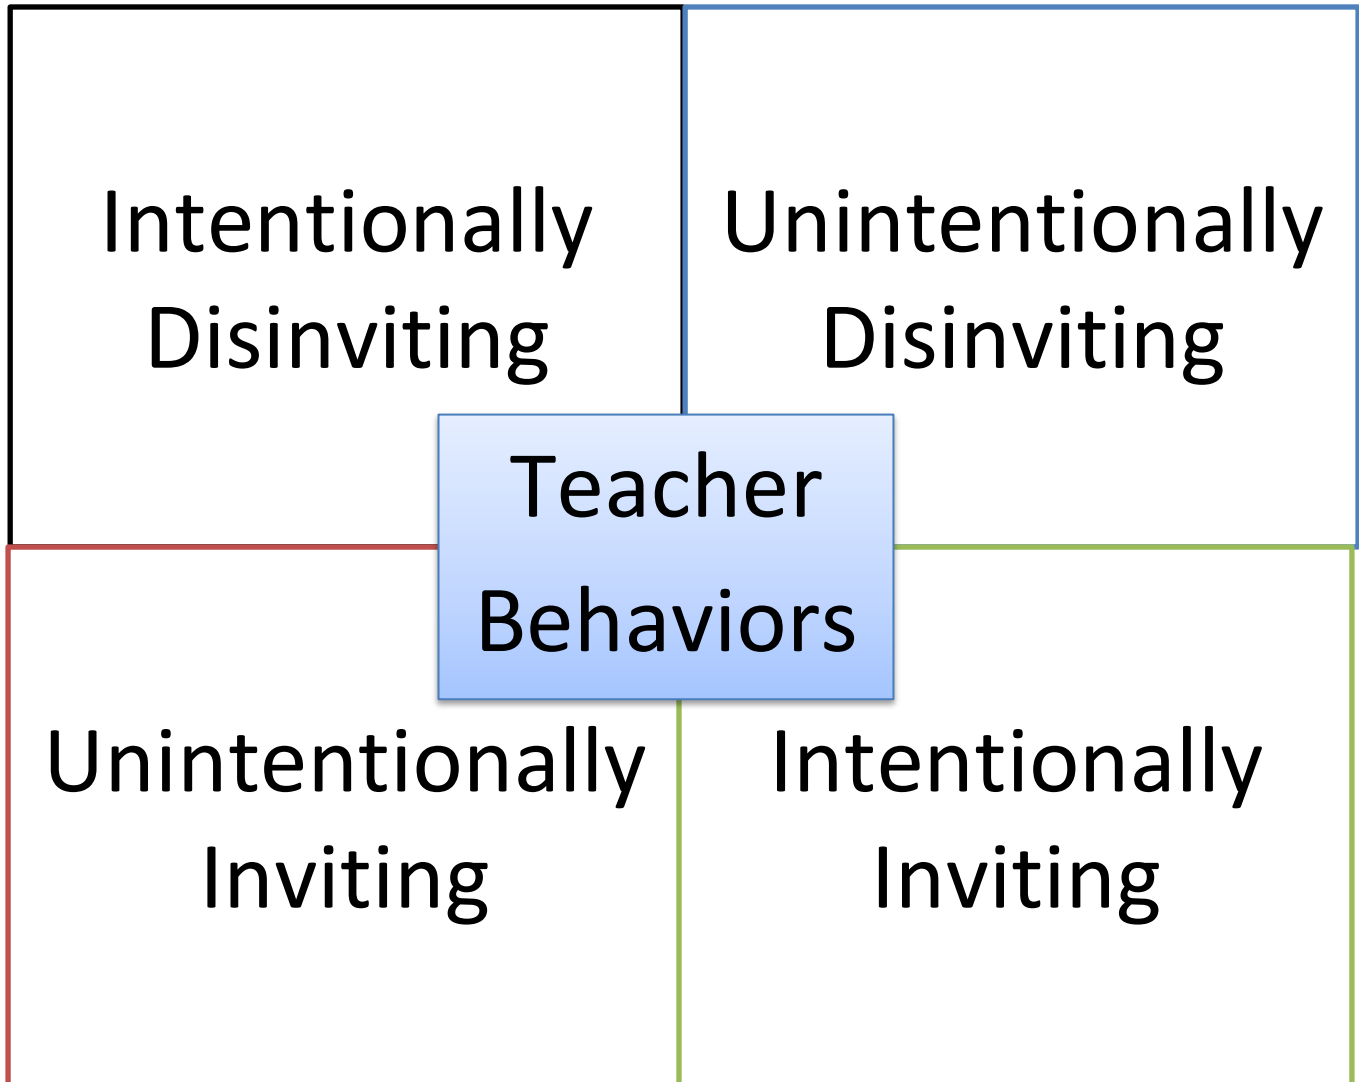 Intentionally
Disinviting
Unintentionally
Disinviting
Teacher
Behaviors
Unintentionally
Inviting
Intentionally
Inviting